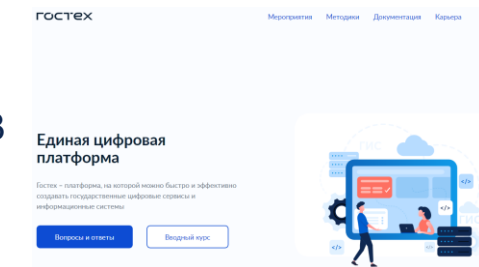 гостех
Мероприятия Методики Документация Карьера
Единая цифровая
платформа
Гостех – платформа, на которой можно быстро и эффективно
создавать государственные цифровые сервисы и
информационные системы
Вопросы и ответы Вводный курс
ГИС
</>
</>
</>
</>